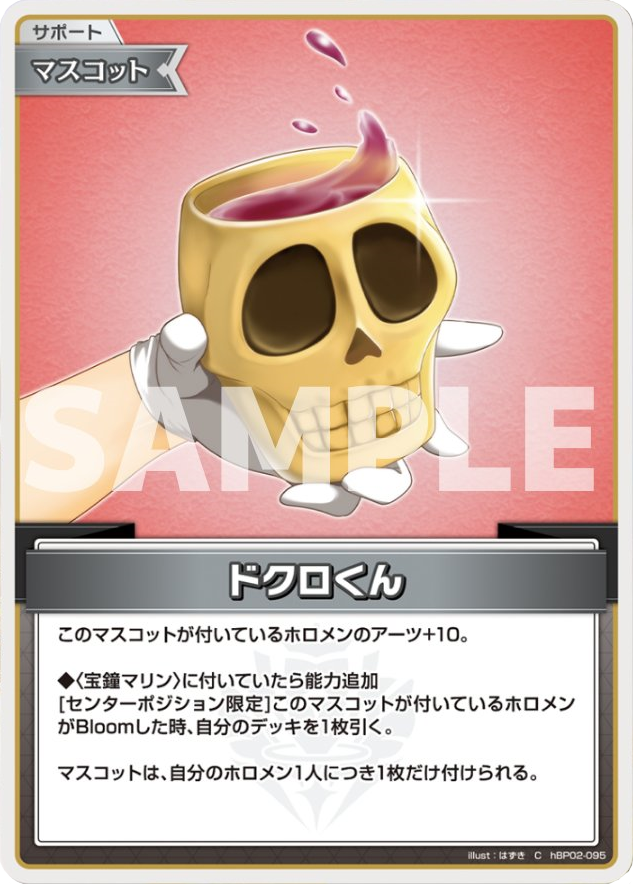 サポート
マスコット
SAMPLE
ドクロくん
このマスコットが付いているホロメンのアーツ+10。
◆〈宝鐘マリン〉に付いていたら能力追加
[センターポジション限定]このマスコットが付いているホロメン
がBloomした時、自分のデッキを1枚引く。
マスコットは、自分のホロメン1人につき1枚だけ付けられる。
illust：はずき C hBP02-095